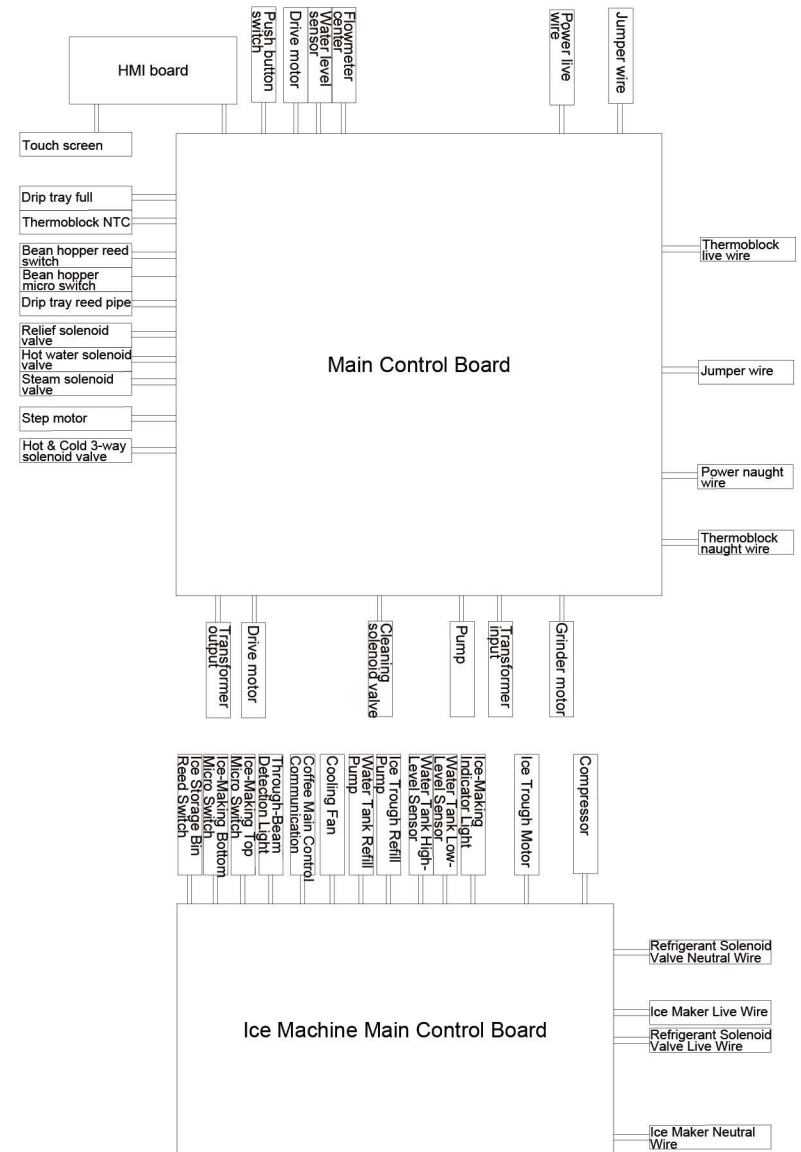 HMI board
Push button
switch
Drive motor
Water level
sensor
Flowmeter
center
Power live
wire
Jumper wire
Touch screen
Drip tray full
Thermoblock NTC
Bean hopper reed
switch
Bean hopper
micro switch
Drip tray reed pipe
Relief solenoid
valve
Hot water solenoid
valve
Steam solenoid
valve
Step motor
Hot & Cold 3-way
solenoid valve
Main Control Board
Thermoblock
live wire
Jumper wire
Power naught
wire
Thermoblock
naught wire
Transformer
output
Drive motor
Cleaning
solenoid valve
Pump
Transformer
input
Grinder motor
Ice Storage Bin
Reed Switch
Ice-Making Bottom
Micro Switch
Ice-Making Top
Micro Switch
Through-Beam
Detection Light
Coffee Main Control
Communication
Cooling Fan
Water Tank Refill
Pump
Ice Trough Refill
Pump
Water Tank High-
Level Sensor
Water Tank Low-
Level Sensor
Ice-Making
Indicator Light
Ice Trough Motor
Compressor
Ice Machine Main Control Board
Refrigerant Solenoid
Valve Neutral Wire
Ice Maker Live Wire
Refrigerant Solenoid
Valve Live Wire
Ice Maker Neutral
Wire